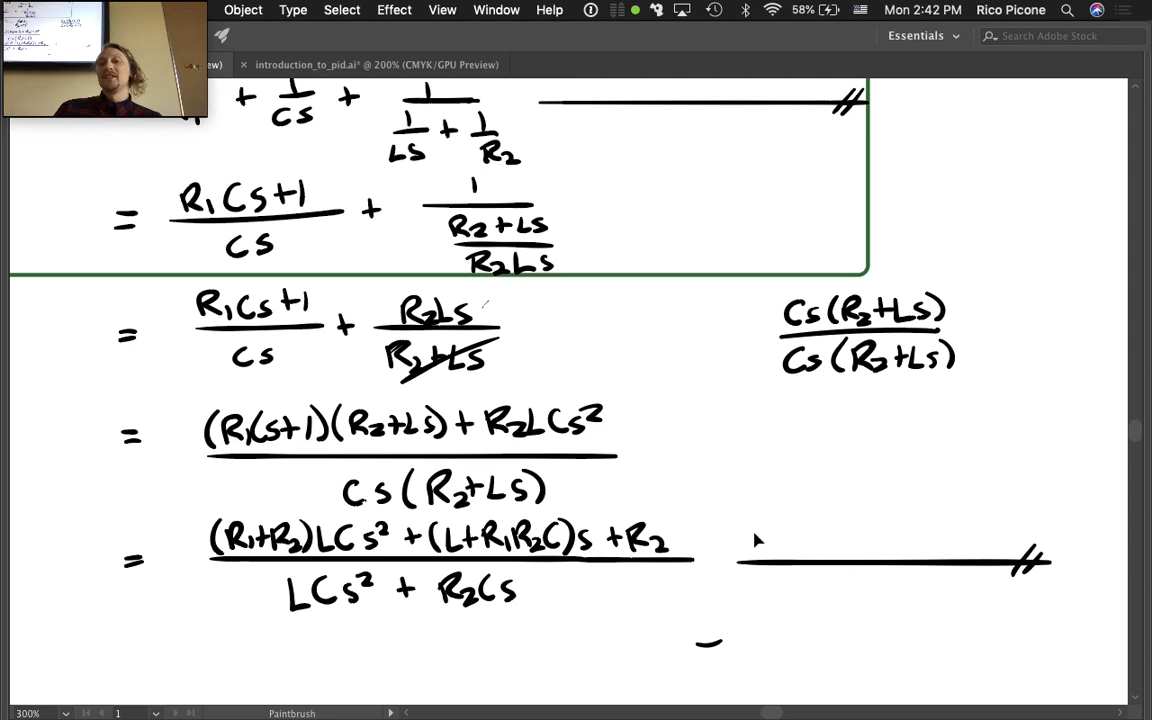 Object Type View Window Help 58% Mon 2:42 PM Rico Picone
Essentials Search Adobe Stock
× introduction_to_pid.ai* @ 200% (CMYK/GPU Preview)
+ 1/CS + 1/(1/LS + 1/R₂)
= (R₁CS+1)/CS + 1/((R₂+LS)/(R₂LS))
= (R₁CS+1)/CS + R₂LS/(R₂+LS)
CS(R₂+LS)/CS(R₂+LS)
= ((R₁CS+1)(R₂+LS) + R₂LCS²)/(CS(R₂+LS))
= ((R₁+R₂)LCS² + (L+R₁R₂C)S + R₂)/(LCS² + R₂CS)
300% 1 Paintbrush